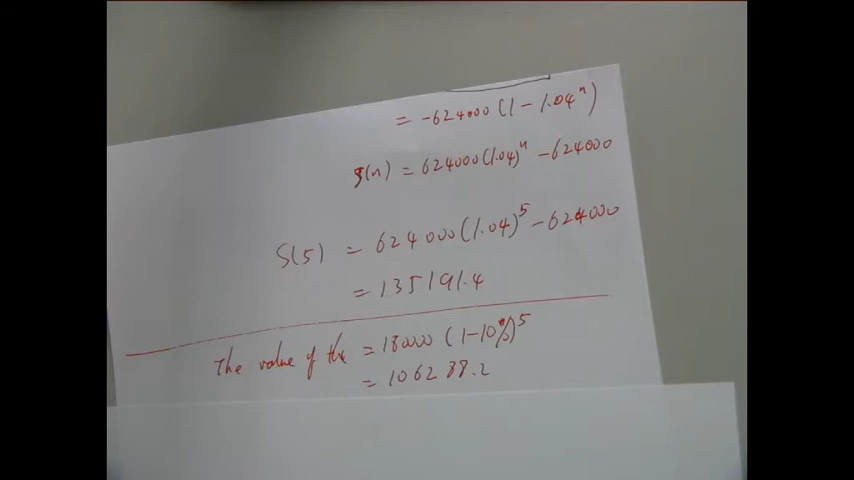 = -624000 (1 - 1.04ⁿ)
S(n) = 624000 (1.04)ⁿ - 624000
S(5) = 624000 (1.04)⁵ - 624000
= 135191.4
The value of the = 18000 (1-10%)⁵
= 106288.2